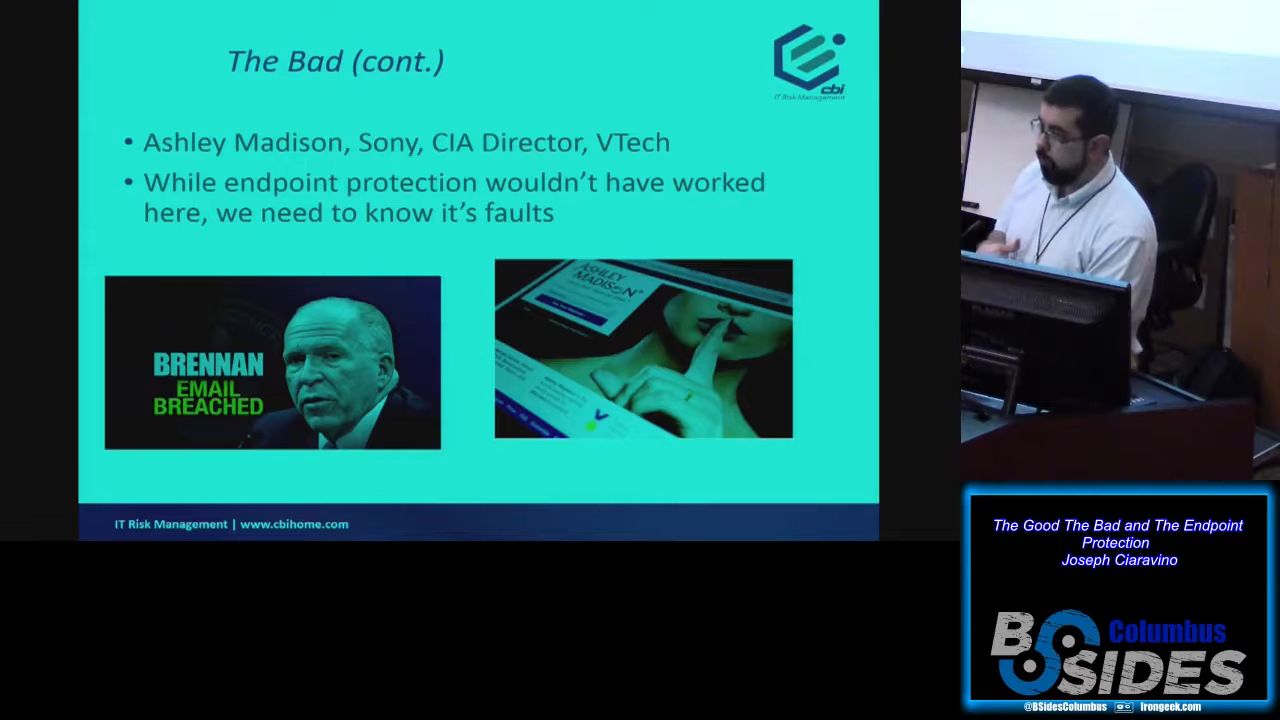 The Bad (cont.)
cbi
IT Risk Management
• Ashley Madison, Sony, CIA Director, VTech
• While endpoint protection wouldn't have worked
here, we need to know it's faults
BRENNAN
EMAIL
BREACHED
ASHLEY
MADISON
IT Risk Management | www.cbihome.com
The Good The Bad and The Endpoint
Protection
Joseph Ciaravino
BSIDES
Columbus
@BSidesColumbus
Irongeek.com